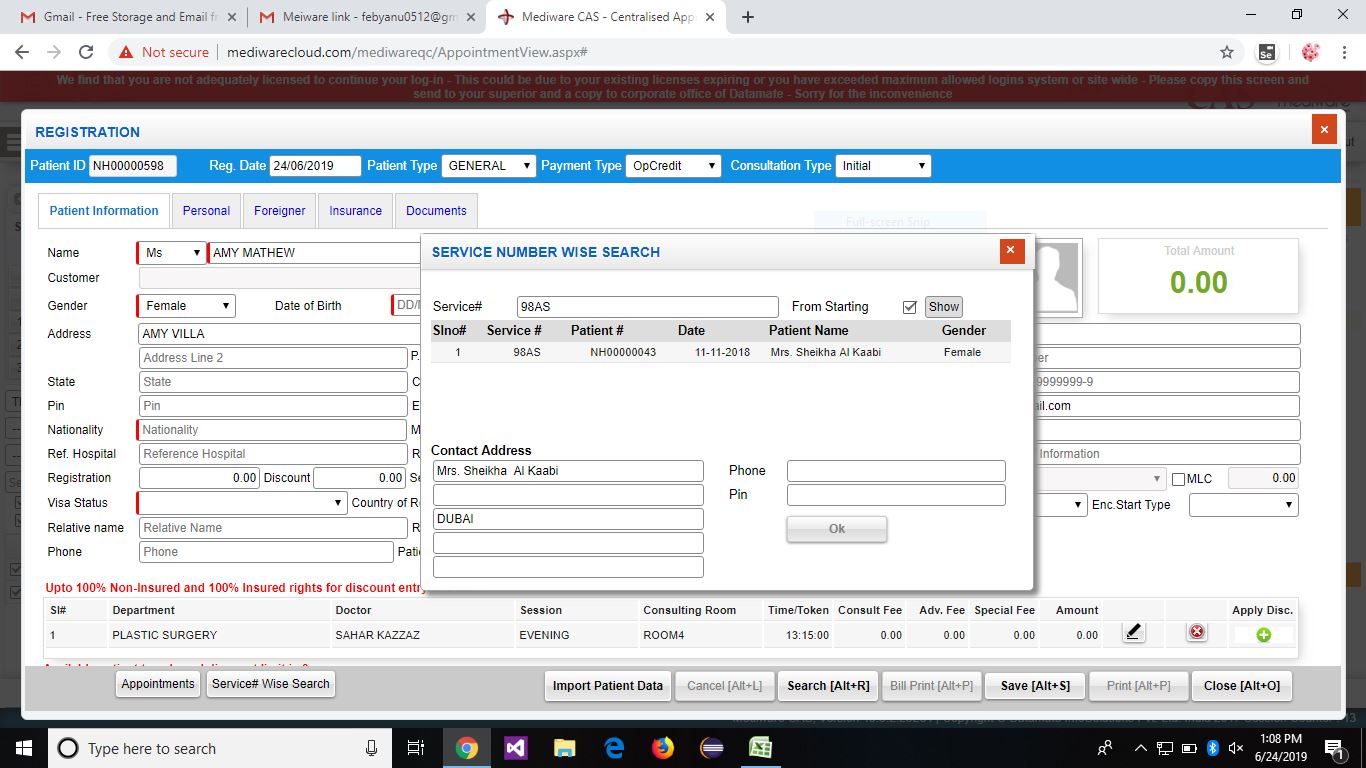 Gmail - Free Storage and Email fr
Meiware link - febyanu0512@gm
Mediware CAS - Centralised App
Not secure | mediwarecloud.com/mediwareqc/AppointmentView.aspx#
We find that you are not adequately licensed to continue your log-in - This could be due to your existing licenses expiring or you have exceeded maximum allowed logins system or site wide - Please copy this screen and
send to your superior and a copy to corporate office of Datamate - Sorry for the inconvenience
REGISTRATION
Patient ID NH00000598 Reg. Date 24/06/2019 Patient Type GENERAL Payment Type OpCredit Consultation Type Initial
Patient Information Personal Foreigner Insurance Documents
Full-screen Snip
Name Ms AMY MATHEW
Customer
Gender Female Date of Birth DD/
Address AMY VILLA
Address Line 2 P.
State State C
Pin Pin E
Nationality Nationality M
Ref. Hospital Reference Hospital R
Registration 0.00 Discount 0.00 Se
Visa Status Country of R
Relative name Relative Name R
Phone Phone Pati
SERVICE NUMBER WISE SEARCH
Service# 98AS From Starting Show
Slno# Service # Patient # Date Patient Name Gender
1 98AS NH00000043 11-11-2018 Mrs. Sheikha Al Kaabi Female
Contact Address
Mrs. Sheikha Al Kaabi
DUBAI
Phone
Pin
Ok
Total Amount
0.00
er
9999999-9
ail.com
Information
MLC 0.00
Enc.Start Type
Upto 100% Non-Insured and 100% Insured rights for discount entry
Sl# Department Doctor Session Consulting Room Time/Token Consult Fee Adv. Fee Special Fee Amount Apply Disc.
1 PLASTIC SURGERY SAHAR KAZZAZ EVENING ROOM4 13:15:00 0.00 0.00 0.00 0.00
Appointments Service# Wise Search Import Patient Data Cancel [Alt+L] Search [Alt+R] Bill Print [Alt+P] Save [Alt+S] Print [Alt+P] Close [Alt+O]
Type here to search
1:08 PM
6/24/2019
1